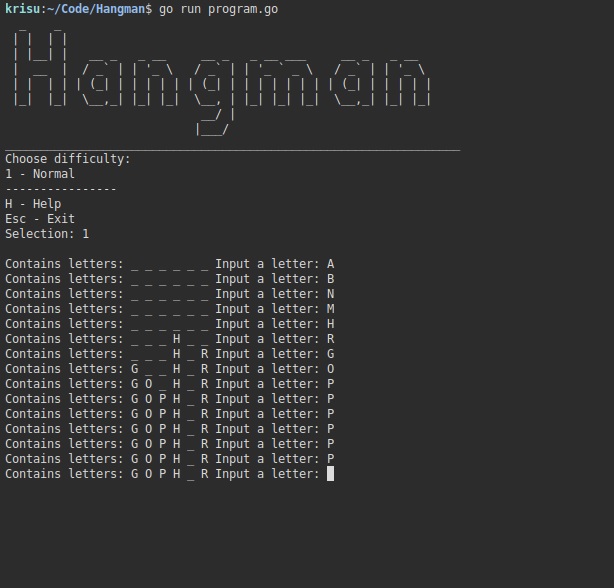 krisu:~/Code/Hangman$ go run program.go
Hangman
Choose difficulty:
1 - Normal
----------------
H - Help
Esc - Exit
Selection: 1
Contains letters: _ _ _ _ _ _ Input a letter: A
Contains letters: _ _ _ _ _ _ Input a letter: B
Contains letters: _ _ _ _ _ _ Input a letter: N
Contains letters: _ _ _ _ _ _ Input a letter: M
Contains letters: _ _ _ _ _ _ Input a letter: H
Contains letters: _ _ _ H _ _ Input a letter: R
Contains letters: _ _ _ H _ R Input a letter: G
Contains letters: G _ _ H _ R Input a letter: O
Contains letters: G O _ H _ R Input a letter: P
Contains letters: G O P H _ R Input a letter: P
Contains letters: G O P H _ R Input a letter: P
Contains letters: G O P H _ R Input a letter: P
Contains letters: G O P H _ R Input a letter: P
Contains letters: G O P H _ R Input a letter: P
Contains letters: G O P H _ R Input a letter: